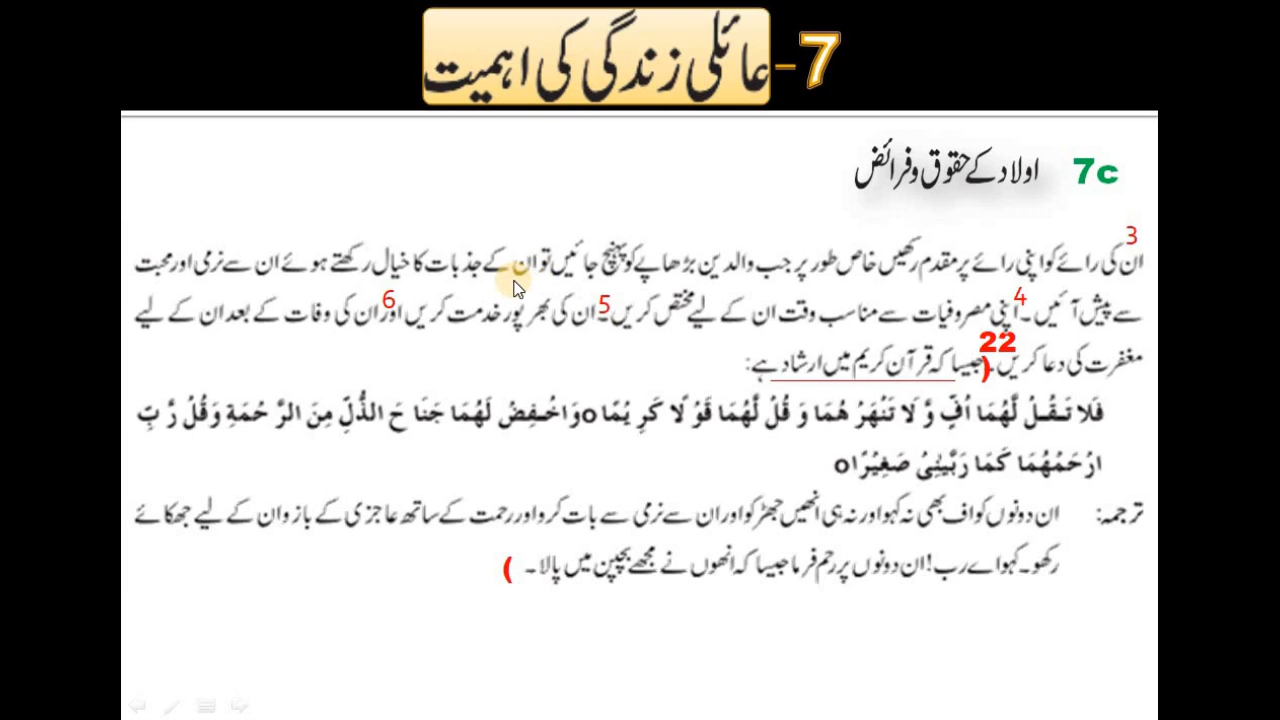 7- عائلی زندگی کی اہمیت
7c اولاد کے حقوق و فرائض
3
ان کی رائے کو اپنی رائے پر مقدم رکھیں خاص طور پر جب والدین بڑھاپے کو پہنچ جائیں تو ان کے جذبات کا خیال رکھتے ہوئے ان سے نرمی اور محبت
4 5 6
سے پیش آئیں۔ اپنی مصروفیات سے مناسب وقت ان کے لیے مختص کریں۔ ان کی بھر پور خدمت کریں اور ان کی وفات کے بعد ان کے لیے
22
مغفرت کی دعا کریں۔ ) جیسا کہ قرآن کریم میں ارشاد ہے:
فَلَا تَقُلْ لَّهُمَا اُفٍّ وَّ لَا تَنْهَرْ هُمَا وَ قُلْ لَّهُمَا قَوْ لًا كَرِ يْمًا o وَاخْفِضْ لَهُمَا جَنَا حَ الذُّلِّ مِنَ الرَّ حْمَةِ وَقُلْ رَّ بِّ
ارْحَمْهُمَا كَمَا رَبَّيٰنِىْ صَغِيْرًا o
ترجمہ: ان دونوں کو اف بھی نہ کہو اور نہ ہی انھیں جھڑکو اور ان سے نرمی سے بات کرو اور رحمت کے ساتھ عاجزی کے بازو ان کے لیے جھکائے
رکھو۔ کہو اے رب! ان دونوں پر رحم فرما جیسا کہ انھوں نے مجھے بچپن میں پالا۔ (